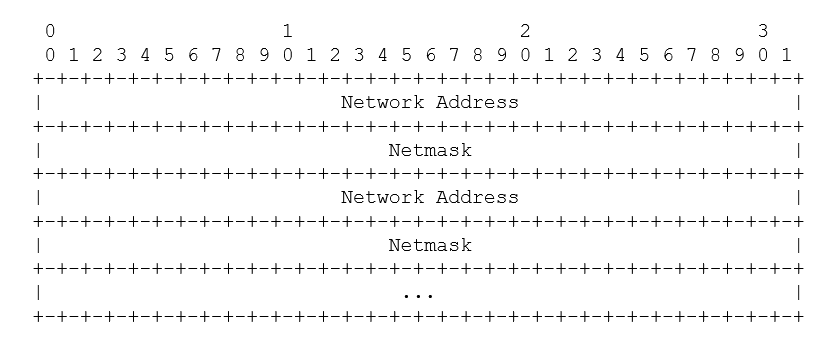 0                   1                   2                   3
 0 1 2 3 4 5 6 7 8 9 0 1 2 3 4 5 6 7 8 9 0 1 2 3 4 5 6 7 8 9 0 1
+-+-+-+-+-+-+-+-+-+-+-+-+-+-+-+-+-+-+-+-+-+-+-+-+-+-+-+-+-+-+-+-+
|                         Network Address                       |
+-+-+-+-+-+-+-+-+-+-+-+-+-+-+-+-+-+-+-+-+-+-+-+-+-+-+-+-+-+-+-+-+
|                             Netmask                           |
+-+-+-+-+-+-+-+-+-+-+-+-+-+-+-+-+-+-+-+-+-+-+-+-+-+-+-+-+-+-+-+-+
|                         Network Address                       |
+-+-+-+-+-+-+-+-+-+-+-+-+-+-+-+-+-+-+-+-+-+-+-+-+-+-+-+-+-+-+-+-+
|                             Netmask                           |
+-+-+-+-+-+-+-+-+-+-+-+-+-+-+-+-+-+-+-+-+-+-+-+-+-+-+-+-+-+-+-+-+
|                              ...                              |
+-+-+-+-+-+-+-+-+-+-+-+-+-+-+-+-+-+-+-+-+-+-+-+-+-+-+-+-+-+-+-+-+